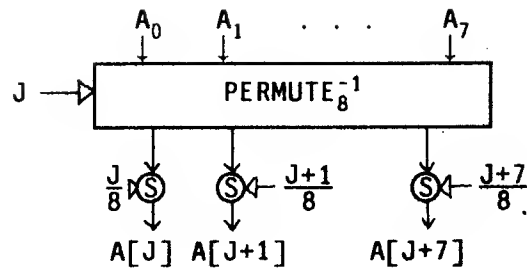 A0 A1 . . . A7
J PERMUTE8^-1
J/8 S S J+1/8 S J+7/8 .
A[J] A[J+1] A[J+7]